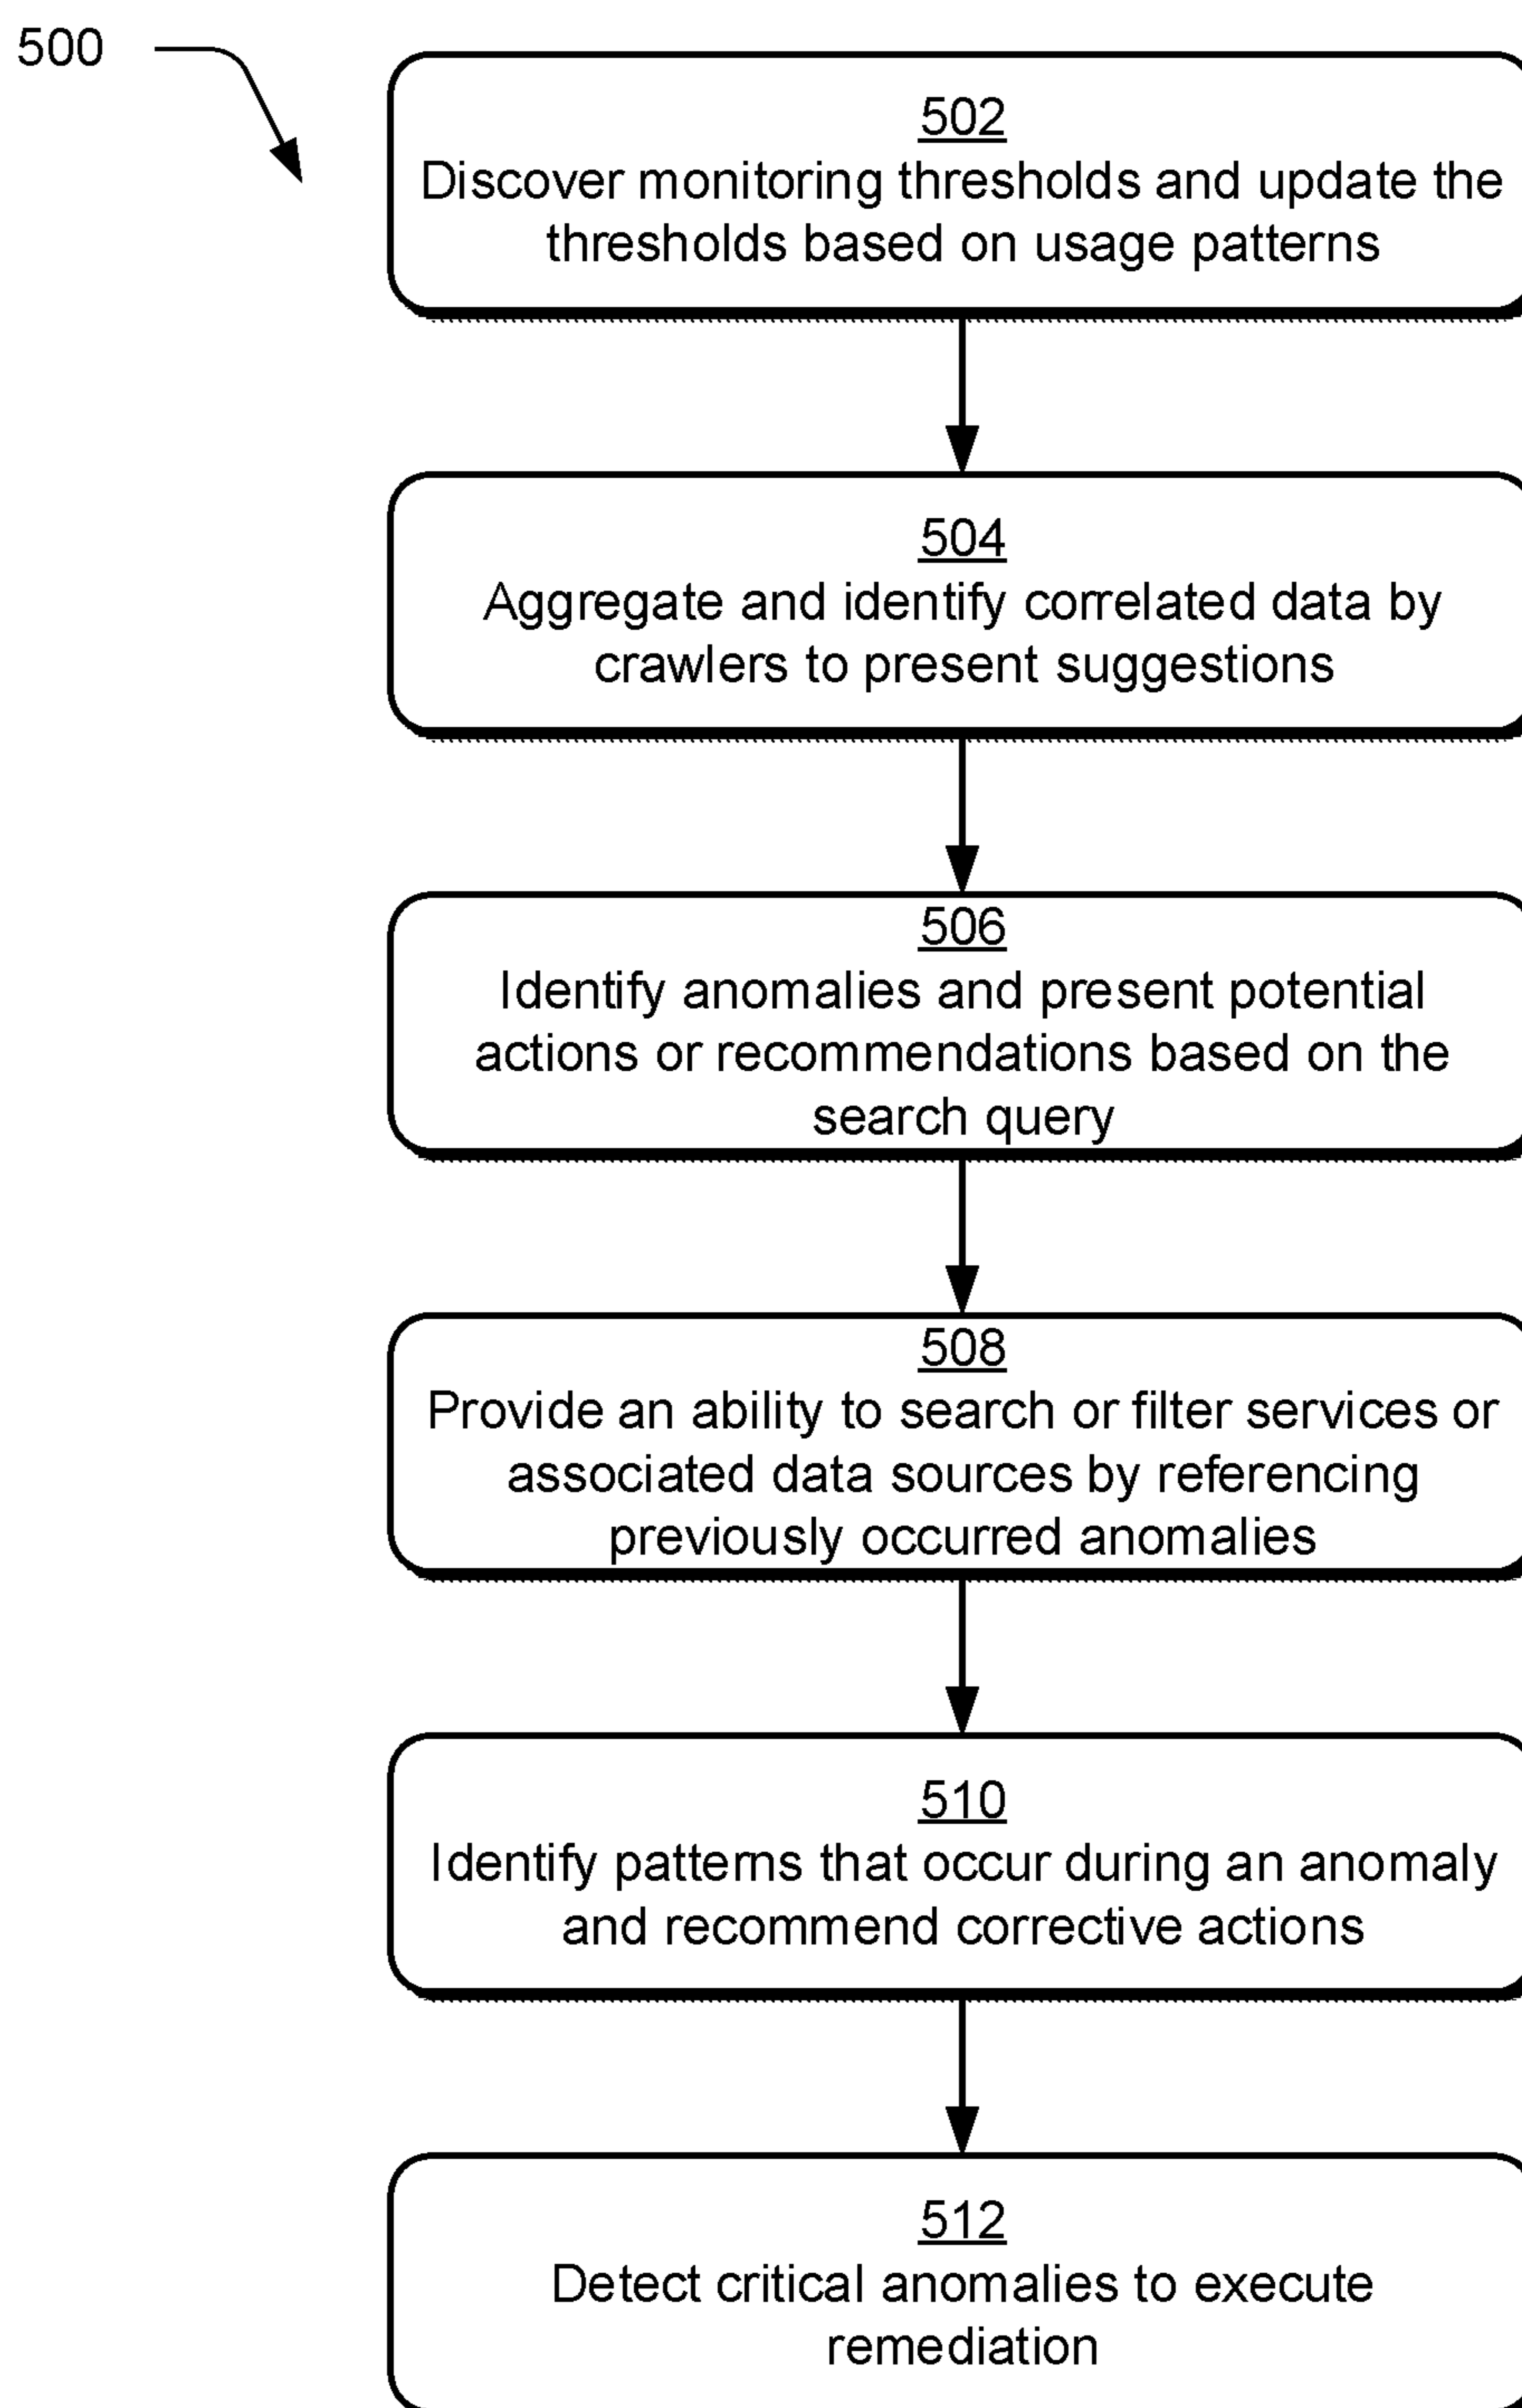 500
502
Discover monitoring thresholds and update the
thresholds based on usage patterns
504
Aggregate and identify correlated data by
crawlers to present suggestions
506
Identify anomalies and present potential
actions or recommendations based on the
search query
508
Provide an ability to search or filter services or
associated data sources by referencing
previously occurred anomalies
510
Identify patterns that occur during an anomaly
and recommend corrective actions
512
Detect critical anomalies to execute
remediation